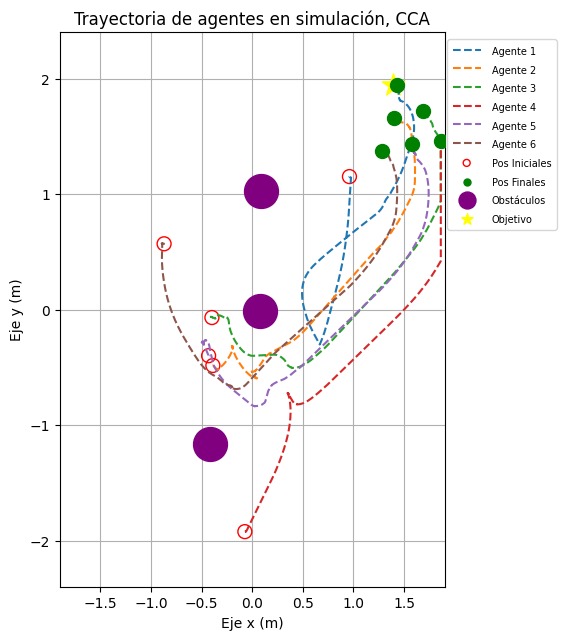 Trayectoria de agentes en simulación, CCA
Agente 1
Agente 2
Agente 3
Agente 4
Agente 5
Agente 6
Pos Iniciales
Pos Finales
Obstáculos
Objetivo
Eje y (m)
2
1
0
−1
−2
−1.5
−1.0
−0.5
0.0
0.5
1.0
1.5
Eje x (m)